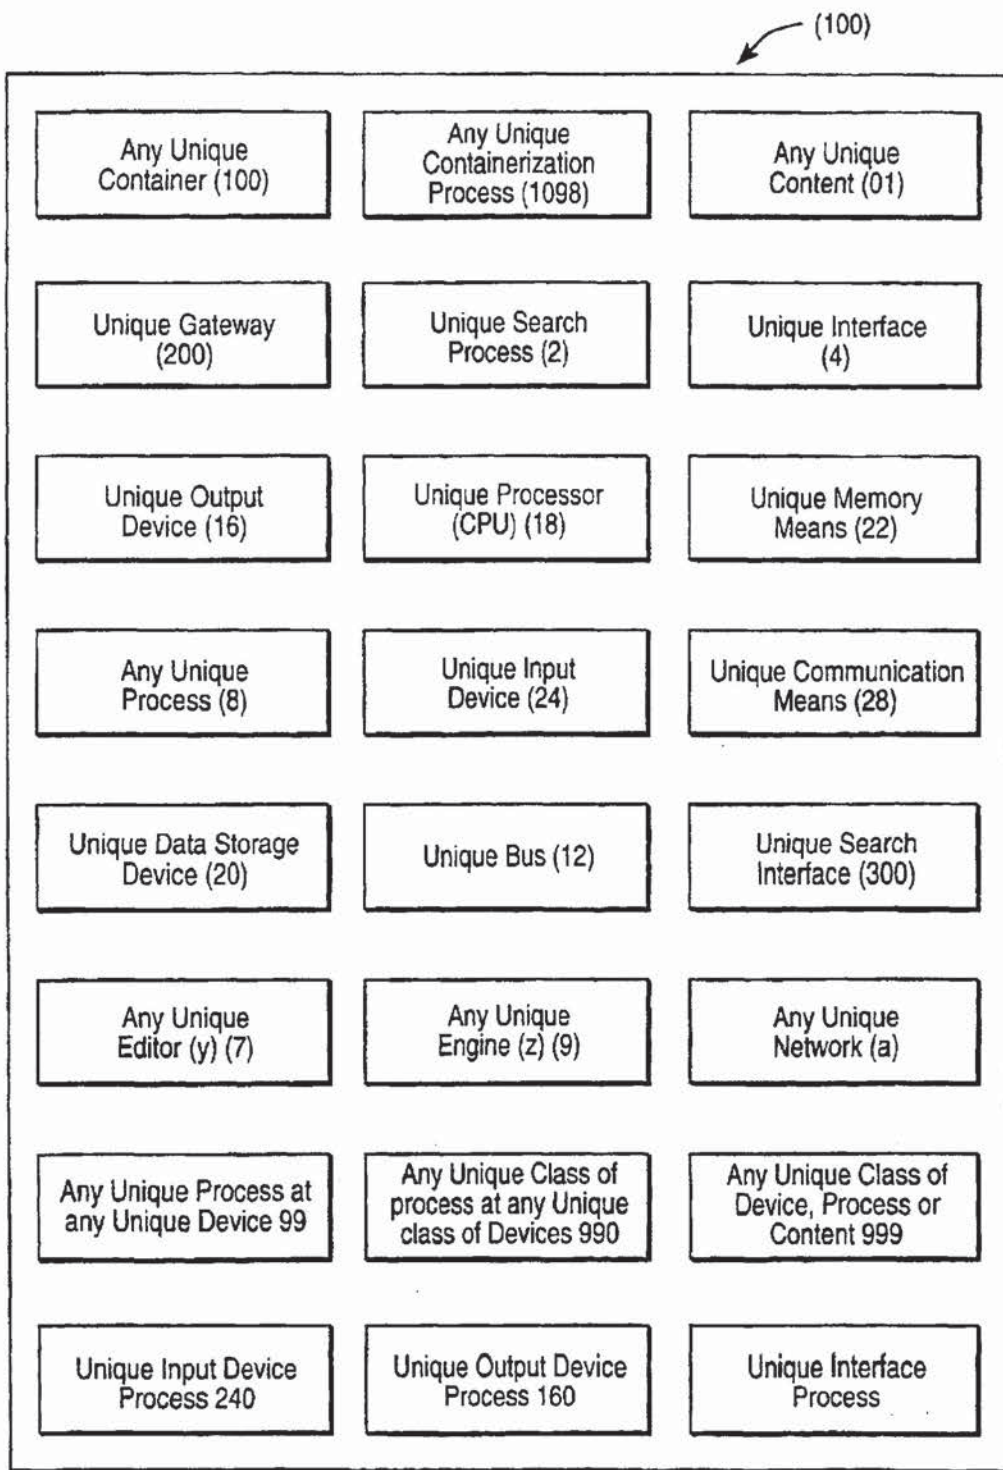 (100)
Any Unique
Container (100)
Any Unique
Containerization
Process (1098)
Any Unique
Content (01)
Unique Gateway
(200)
Unique Search
Process (2)
Unique Interface
(4)
Unique Output
Device (16)
Unique Processor
(CPU) (18)
Unique Memory
Means (22)
Any Unique
Process (8)
Unique Input
Device (24)
Unique Communication
Means (28)
Unique Data Storage
Device (20)
Unique Bus (12)
Unique Search
Interface (300)
Any Unique
Editor (y) (7)
Any Unique
Engine (z) (9)
Any Unique
Network (a)
Any Unique Process at
any Unique Device 99
Any Unique Class of
process at any Unique
class of Devices 990
Any Unique Class of
Device, Process or
Content 999
Unique Input Device
Process 240
Unique Output Device
Process 160
Unique Interface
Process